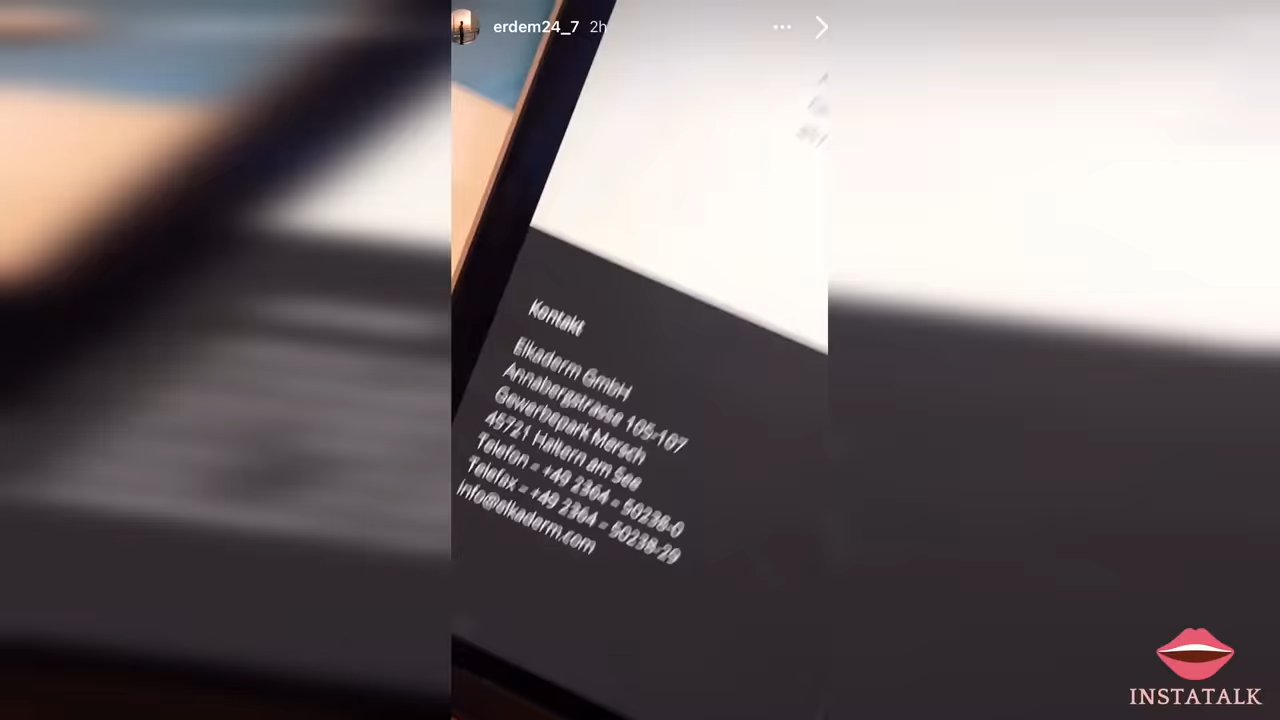 erdem24_7 2h
Kontakt
Elkaderm GmbH
Annabergstrasse 105-107
Gewerbepark Mersch
45721 Haltern am See
Telefon = +49 2364 = 50238-0
Telefax = +49 2364 = 50238-29
info@elkaderm.com
INSTATALK